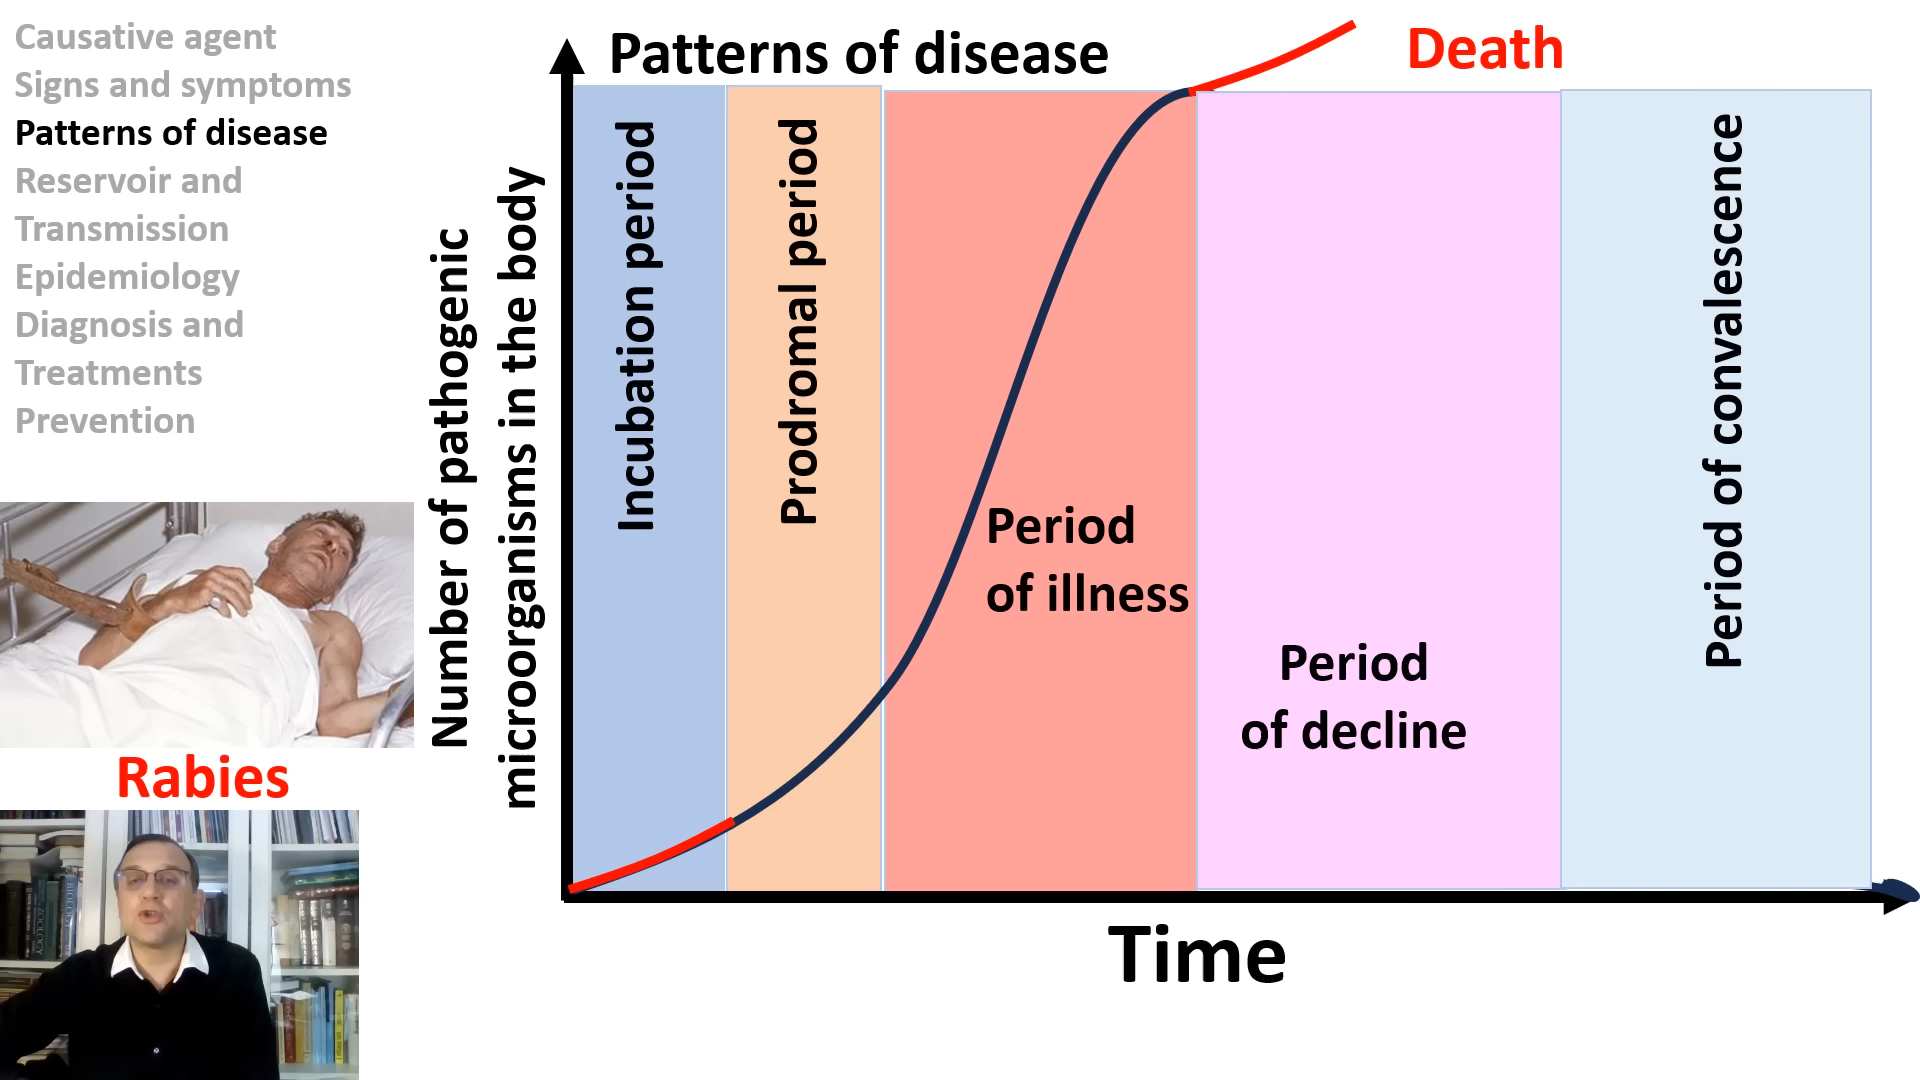 Causative agent
Signs and symptoms
Patterns of disease
Reservoir and
Transmission
Epidemiology
Diagnosis and
Treatments
Prevention
Rabies
Patterns of disease
Death
Number of pathogenic
microorganisms in the body
Incubation period
Prodromal period
Period
of illness
Period
of decline
Period of convalescence
Time